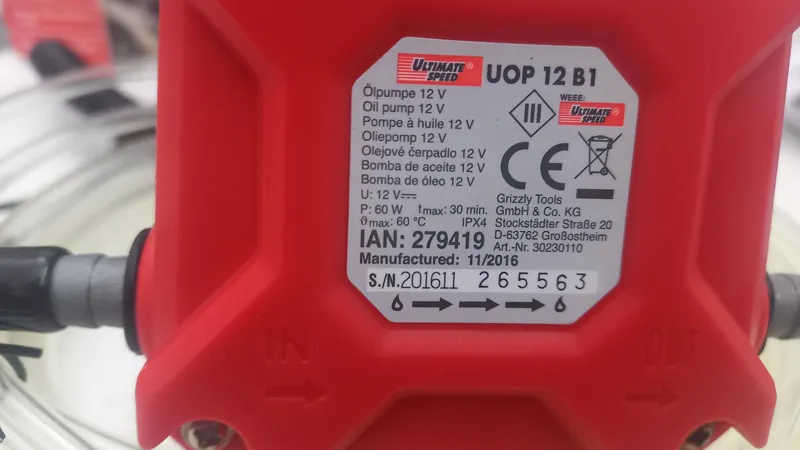 ULTIMATE SPEED® UOP 12 B1
Ölpumpe 12 V
Oil pump 12 V
Pompe à huile 12 V
Oliepomp 12 V
Olejové čerpadlo 12 V
Bomba de aceite 12 V
Bomba de óleo 12 V
U: 12 V
P: 60 W tmax: 30 min.
ϑmax: 60 °C IPX4
III
WEEE:
ULTIMATE SPEED®
CE
Grizzly Tools
GmbH & Co. KG
Stockstädter Straße 20
D-63762 Großostheim
Art.-Nr. 30230110
IAN: 279419
Manufactured: 11/2016
S./N.201611 265563
IN
OUT